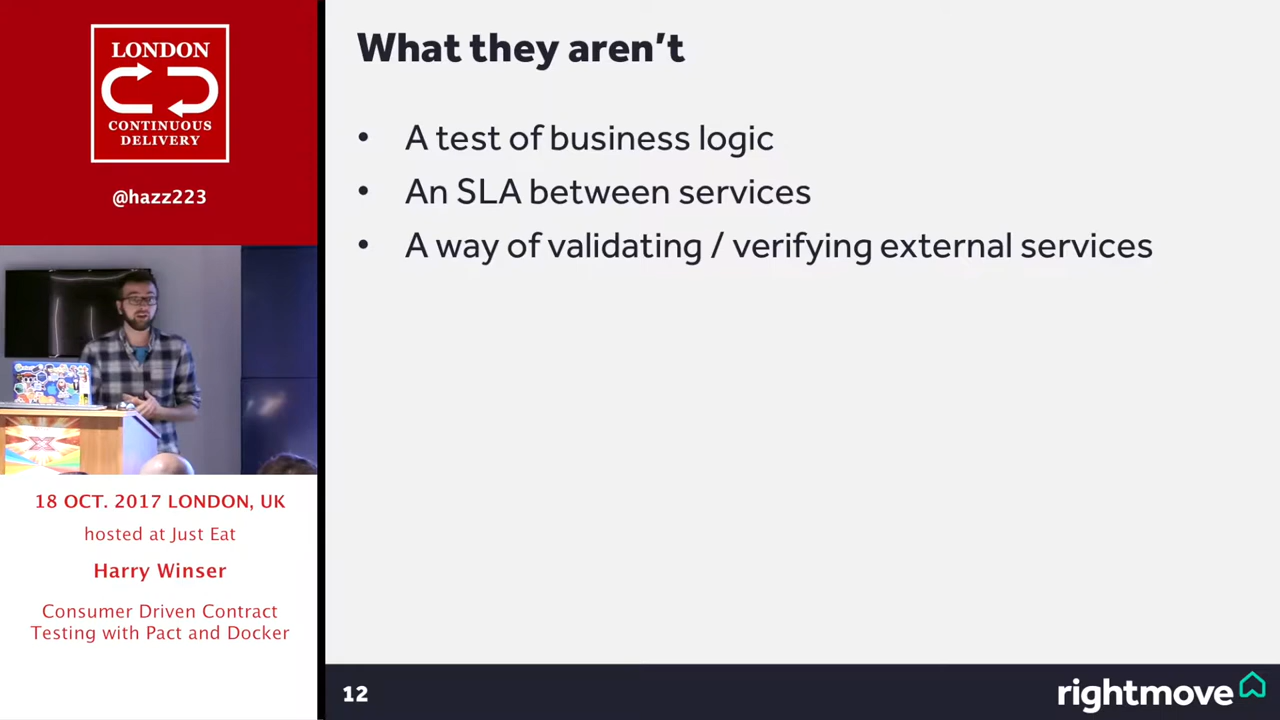 LONDON
CONTINUOUS
DELIVERY
@hazz223
18 OCT. 2017 LONDON, UK
hosted at Just Eat
Harry Winser
Consumer Driven Contract
Testing with Pact and Docker
What they aren't
• A test of business logic
• An SLA between services
• A way of validating / verifying external services
12
rightmove